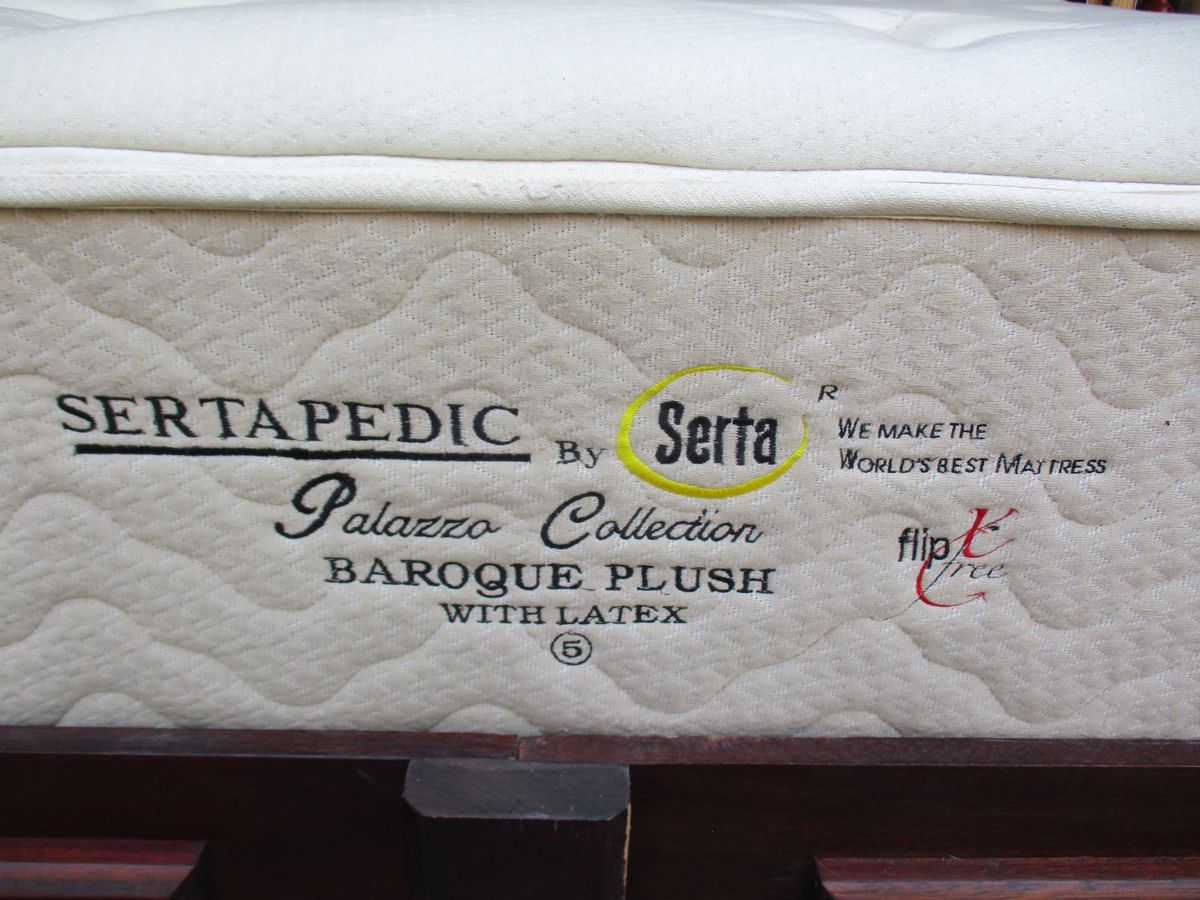 SERTAPEDIC By Serta R
WE MAKE THE
WORLD'S BEST MATTRESS
Palazzo Collection
BAROQUE PLUSH
WITH LATEX
5
flip
free